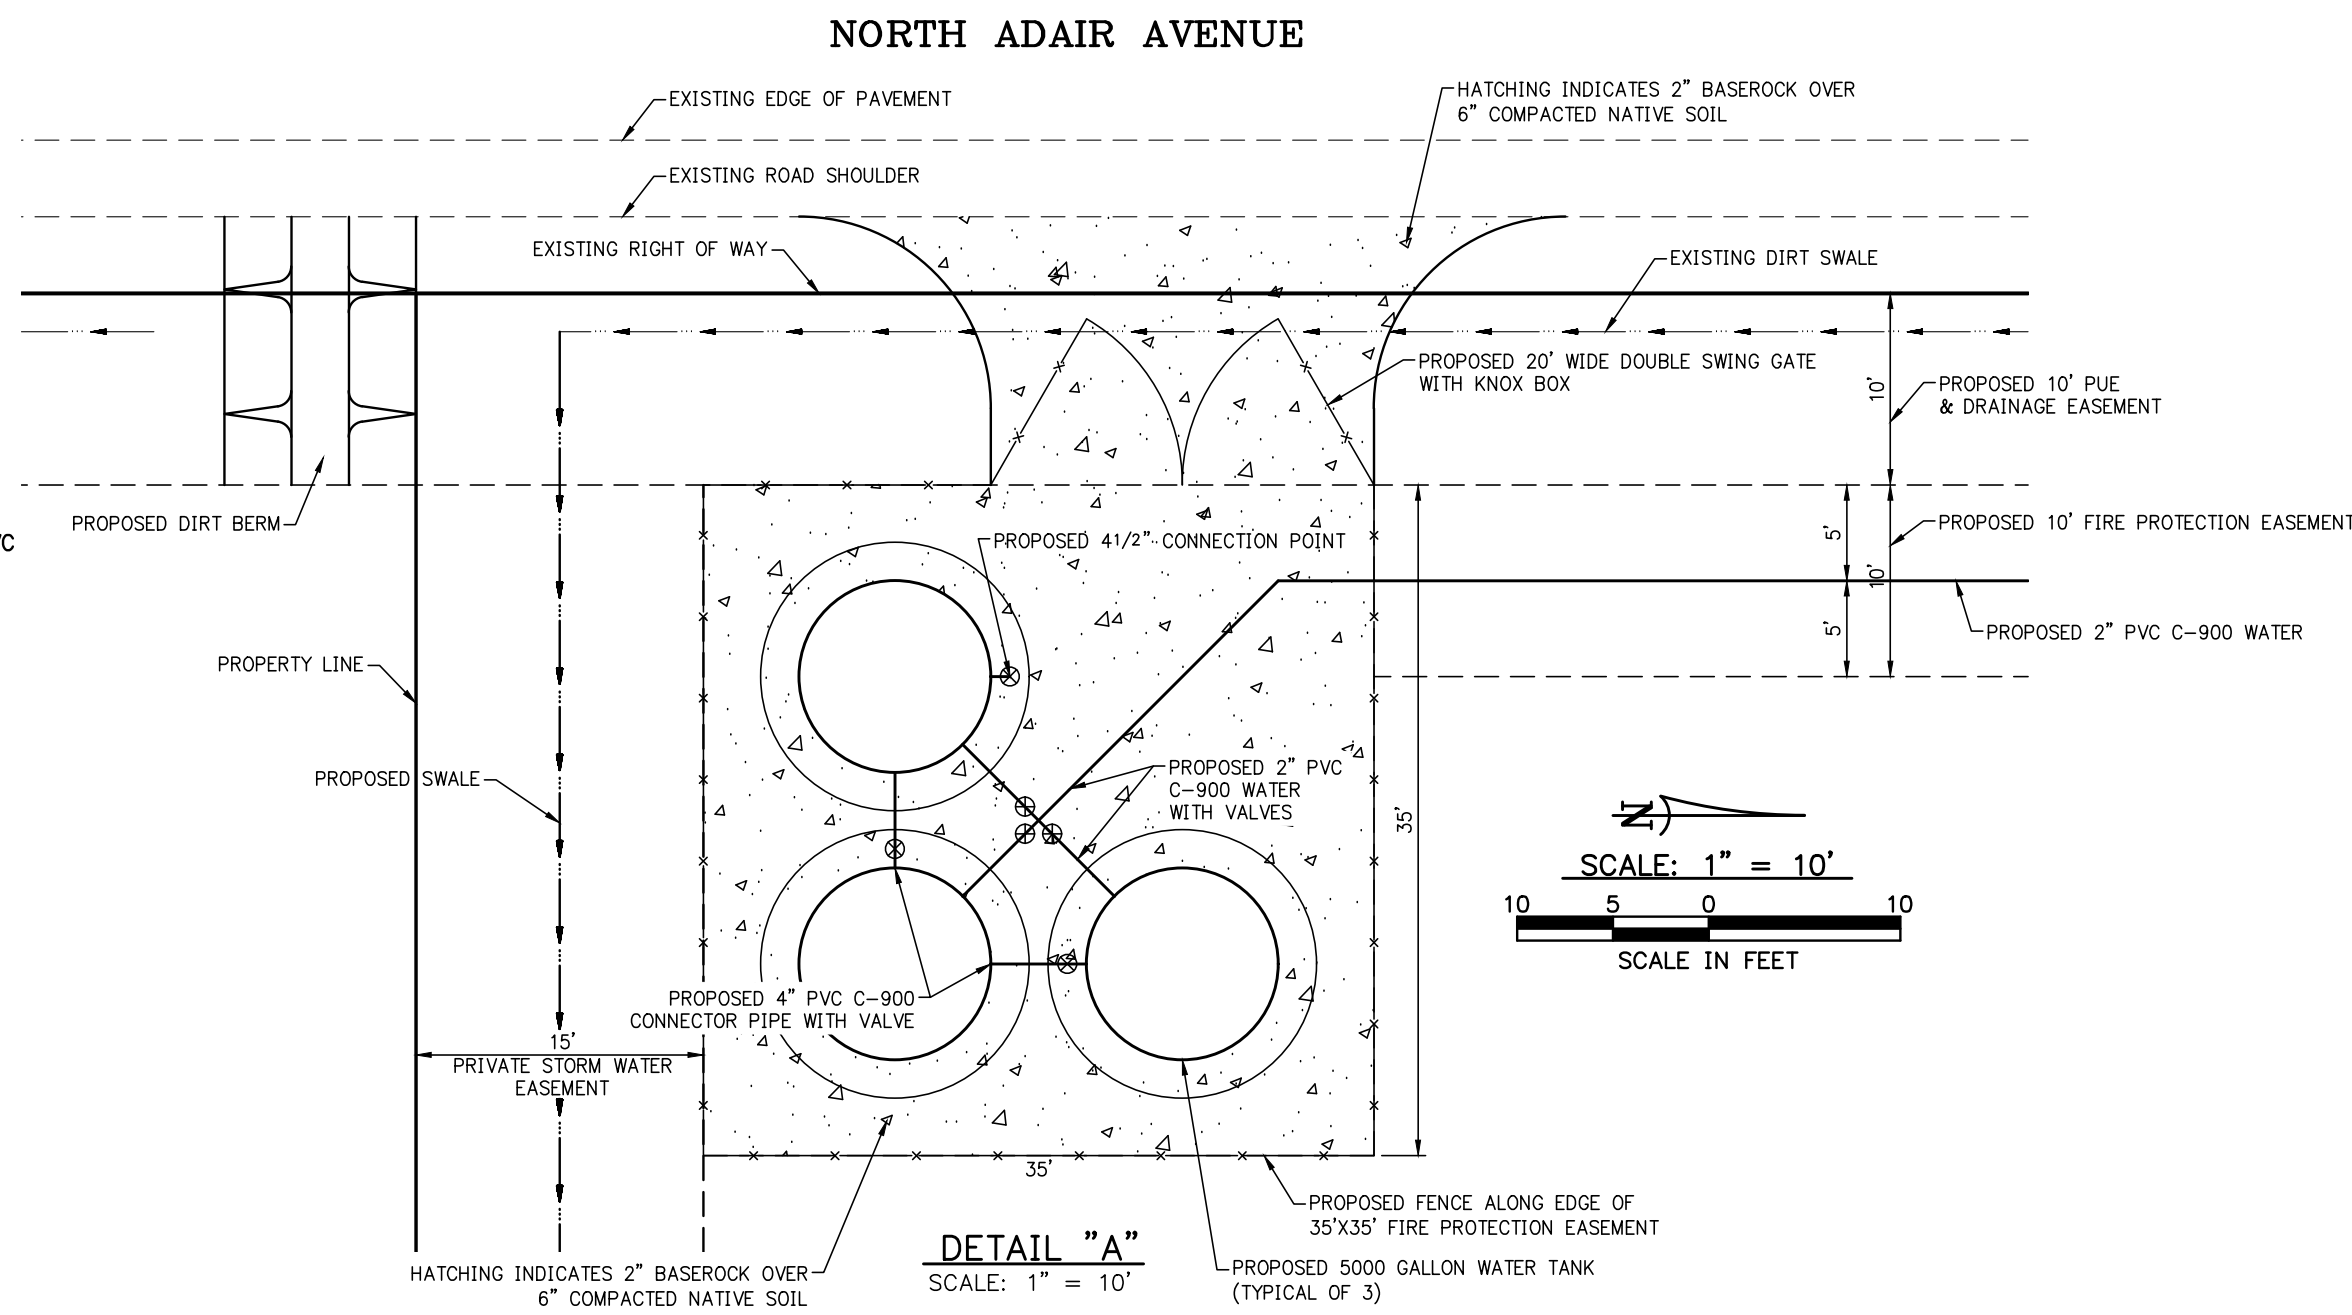 NORTH ADAIR AVENUE
EXISTING EDGE OF PAVEMENT
HATCHING INDICATES 2" BASEROCK OVER
6" COMPACTED NATIVE SOIL
EXISTING ROAD SHOULDER
EXISTING RIGHT OF WAY
EXISTING DIRT SWALE
PROPOSED 20' WIDE DOUBLE SWING GATE
WITH KNOX BOX
10'
PROPOSED 10' PUE
& DRAINAGE EASEMENT
PROPOSED DIRT BERM
VC
PROPOSED 4 1/2" CONNECTION POINT
5'
10'
PROPOSED 10' FIRE PROTECTION EASEMENT
5'
PROPOSED 2" PVC C-900 WATER
PROPERTY LINE
PROPOSED SWALE
PROPOSED 2" PVC
C-900 WATER
WITH VALVES
35'
N
SCALE: 1" = 10'
10 5 0 10
SCALE IN FEET
PROPOSED 4" PVC C-900
CONNECTOR PIPE WITH VALVE
15'
PRIVATE STORM WATER
EASEMENT
35'
PROPOSED FENCE ALONG EDGE OF
35'X35' FIRE PROTECTION EASEMENT
DETAIL "A"
SCALE: 1" = 10'
PROPOSED 5000 GALLON WATER TANK
(TYPICAL OF 3)
HATCHING INDICATES 2" BASEROCK OVER
6" COMPACTED NATIVE SOIL